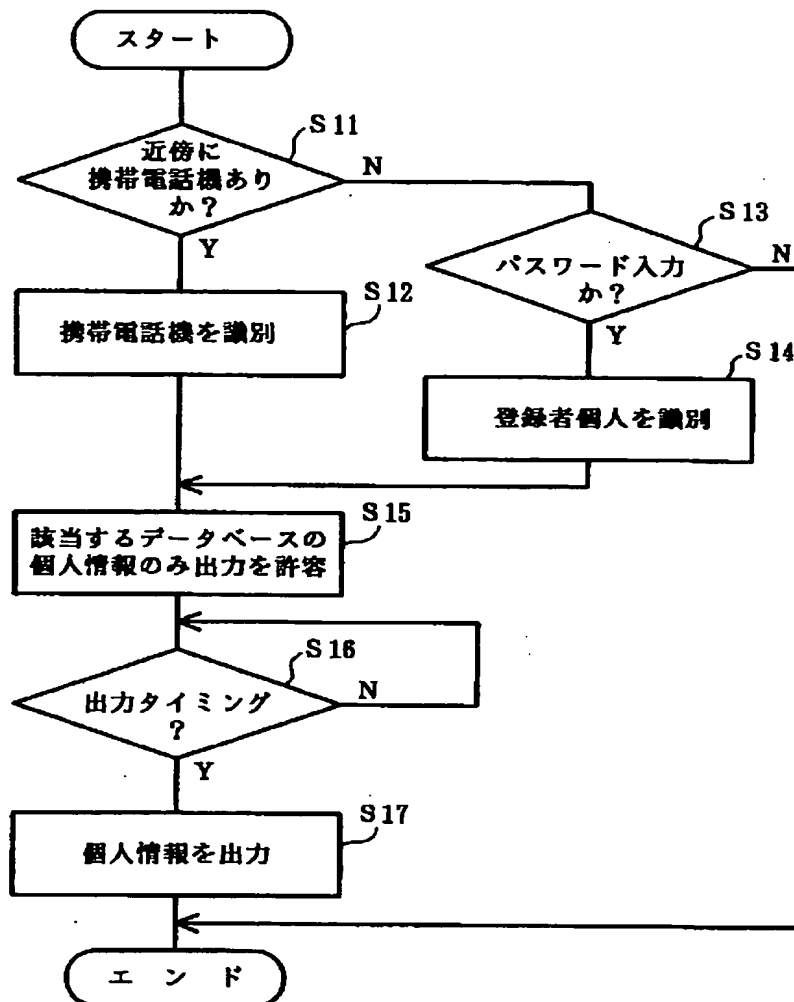 スタート
S11
近傍に
携帯電話機あり
か?
N
Y
S13
パスワード入力
か?
N
Y
S12
携帯電話機を識別
S14
登録者個人を識別
S15
該当するデータベースの
個人情報のみ出力を許容
S16
出力タイミング
?
N
Y
S17
個人情報を出力
エンド